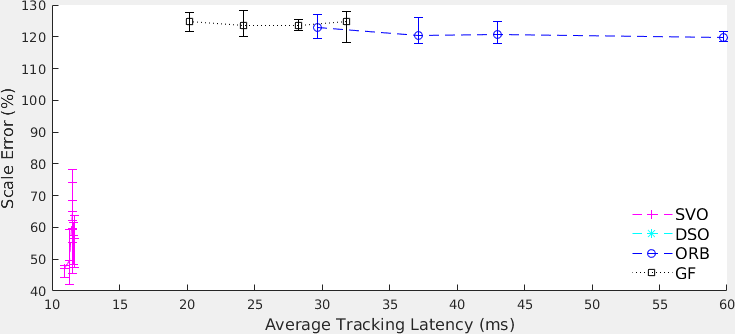 130
120
110
100
90
80
70
60
50
40
Scale Error (%)
SVO
DSO
ORB
GF
10 15 20 25 30 35 40 45 50 55 60
Average Tracking Latency (ms)